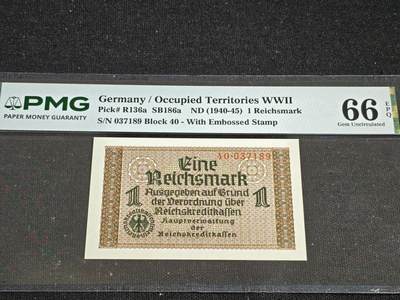 PMG
PAPER MONEY GUARANTY
Germany / Occupied Territories WWII
Pick# R136a SB186a ND (1940-45) 1 Reichsmark
S/N 037189 Block 40 - With Embossed Stamp
66 EPQ
Gem Uncirculated
40·037189
Eine
Reichsmark
1 Ausgegeben auf Grund 1
der Verordnung über
Reichskreditkassen
Hauptverwaltung
der
Reichskreditkassen